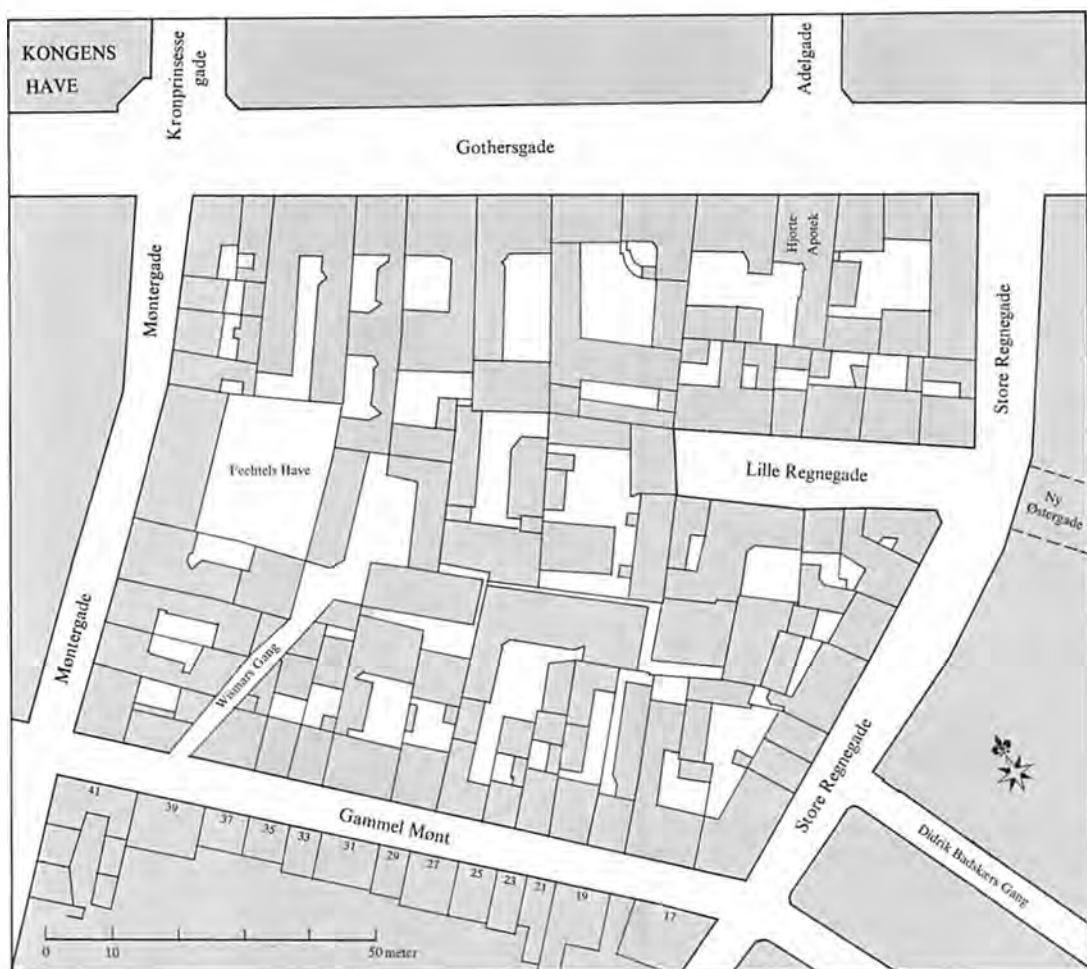 KONGENS
HAVE
Kronprinsesse
gade
Adelgade
Gothersgade
Hjorte-
Apotek
Møntergade
Store Regnegade
Pechtels Have
Lille Regnegade
Ny
Østergade
Møntergade
Wismars Gang
Store Regnegade
Gammel Mønt
Didrik Badskærs Gang
41
39
37
35
33
31
29
27
25
23
21
19
17
0
10
50 meter